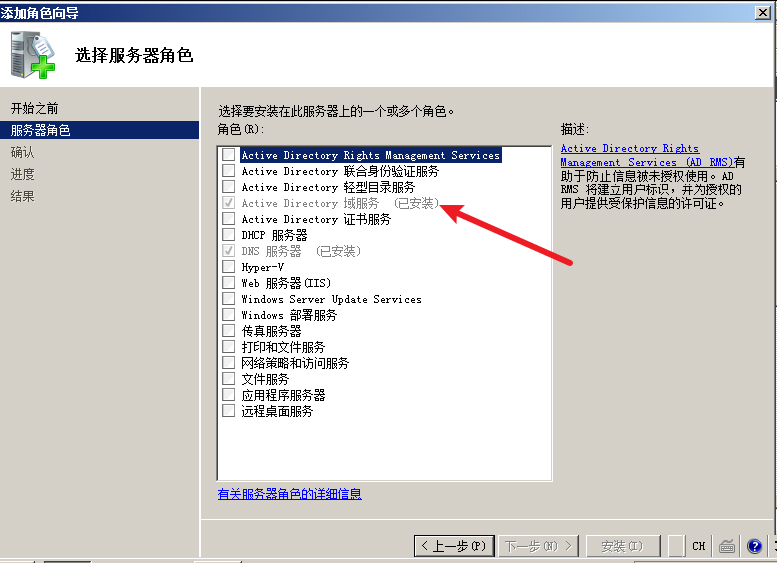 添加角色向导
选择服务器角色
开始之前
服务器角色
确认
进度
结果
选择要安装在此服务器上的一个或多个角色。
角色(R):
Active Directory Rights Management Services
Active Directory 联合身份验证服务
Active Directory 轻型目录服务
Active Directory 域服务 (已安装)
Active Directory 证书服务
DHCP 服务器
DNS 服务器 (已安装)
Hyper-V
Web 服务器(IIS)
Windows Server Update Services
Windows 部署服务
传真服务器
打印和文件服务
网络策略和访问服务
文件服务
应用程序服务器
远程桌面服务
有关服务器角色的详细信息
描述:
Active Directory Rights
Management Services (AD RMS)有
助于防止信息被未授权使用。AD
RMS 将建立用户标识，并为授权的
用户提供受保护信息的许可证。
< 上一步(P)
下一步(N) >
安装(I)
CH